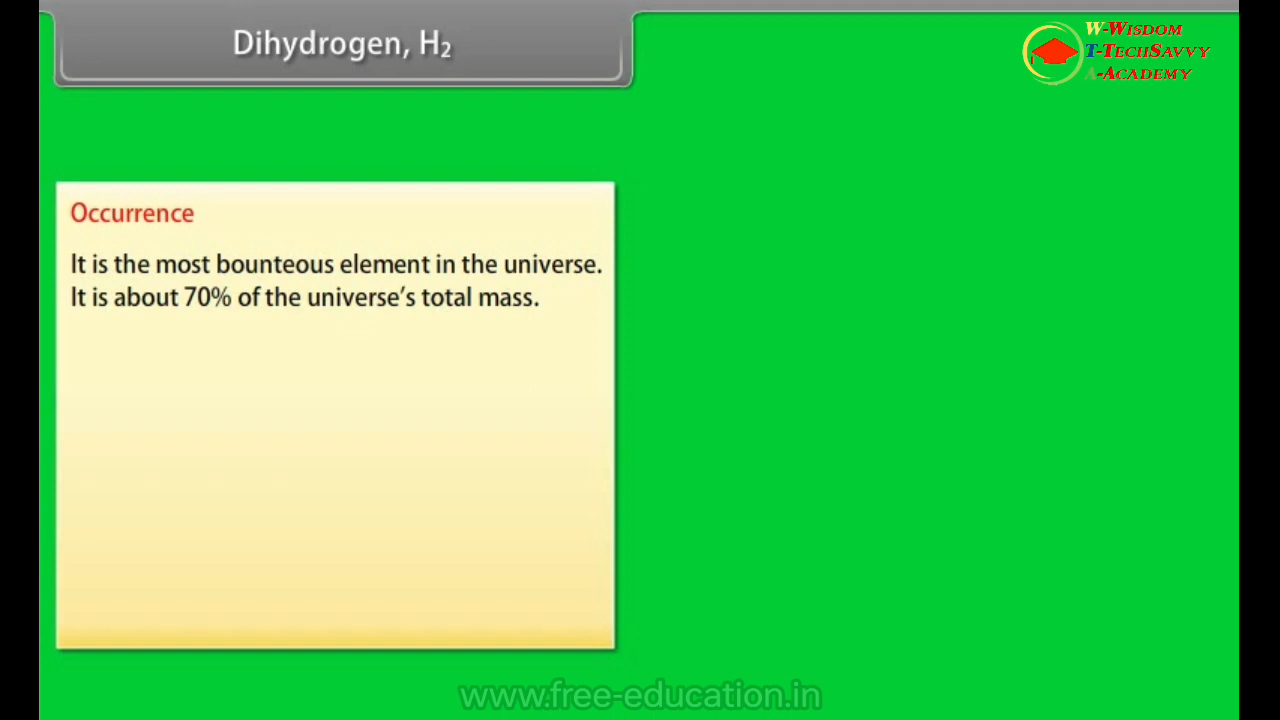 Dihydrogen, H₂
W-Wisdom
T-TechSavvy
A-Academy
Occurrence
It is the most bounteous element in the universe.
It is about 70% of the universe's total mass.
www.free-education.in